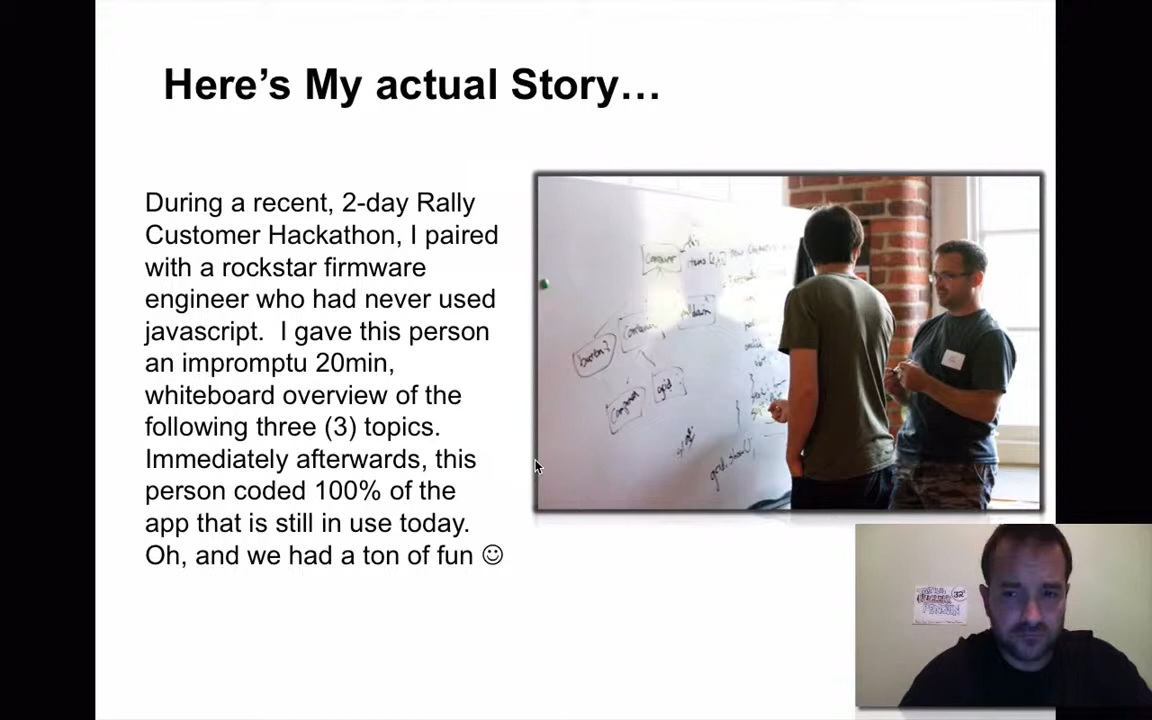 Here’s My actual Story…
During a recent, 2-day Rally
Customer Hackathon, I paired
with a rockstar firmware
engineer who had never used
javascript.  I gave this person
an impromptu 20min,
whiteboard overview of the
following three (3) topics.
Immediately afterwards, this
person coded 100% of the
app that is still in use today.
Oh, and we had a ton of fun ☺
button?
grid
32